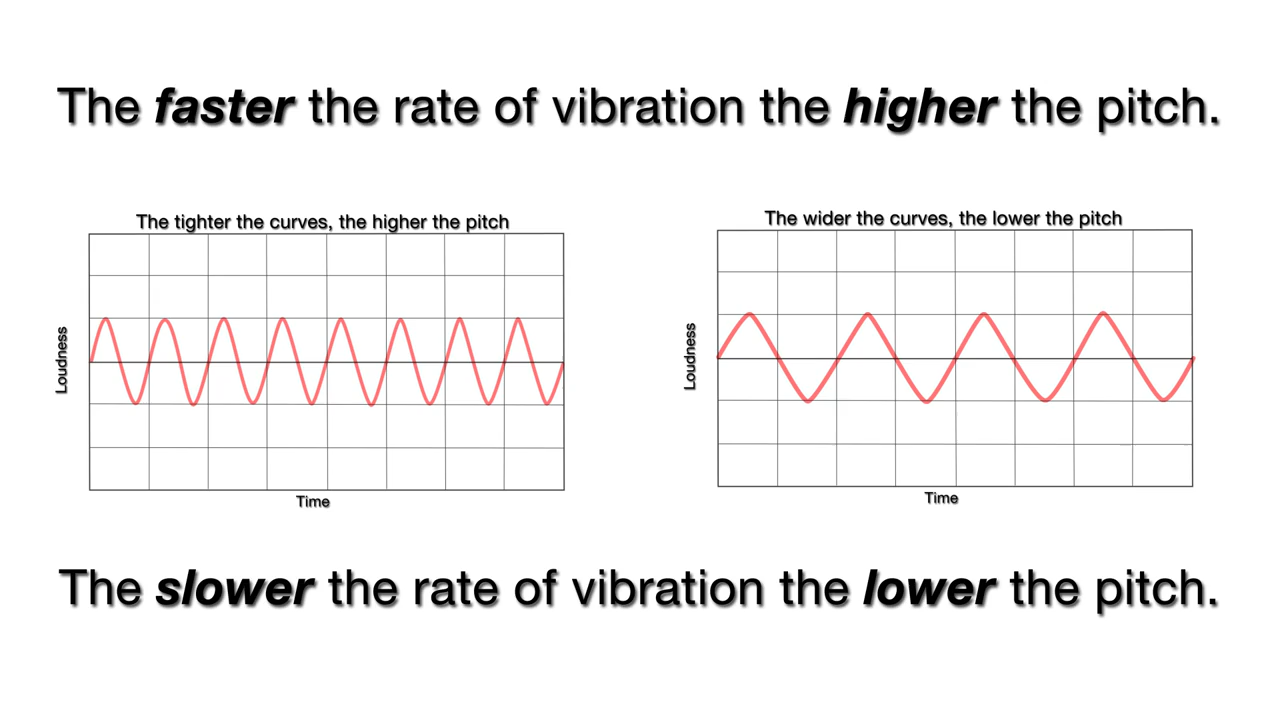 The faster the rate of vibration the higher the pitch.
The tighter the curves, the higher the pitch
Loudness
Time
The wider the curves, the lower the pitch
Loudness
Time
The slower the rate of vibration the lower the pitch.